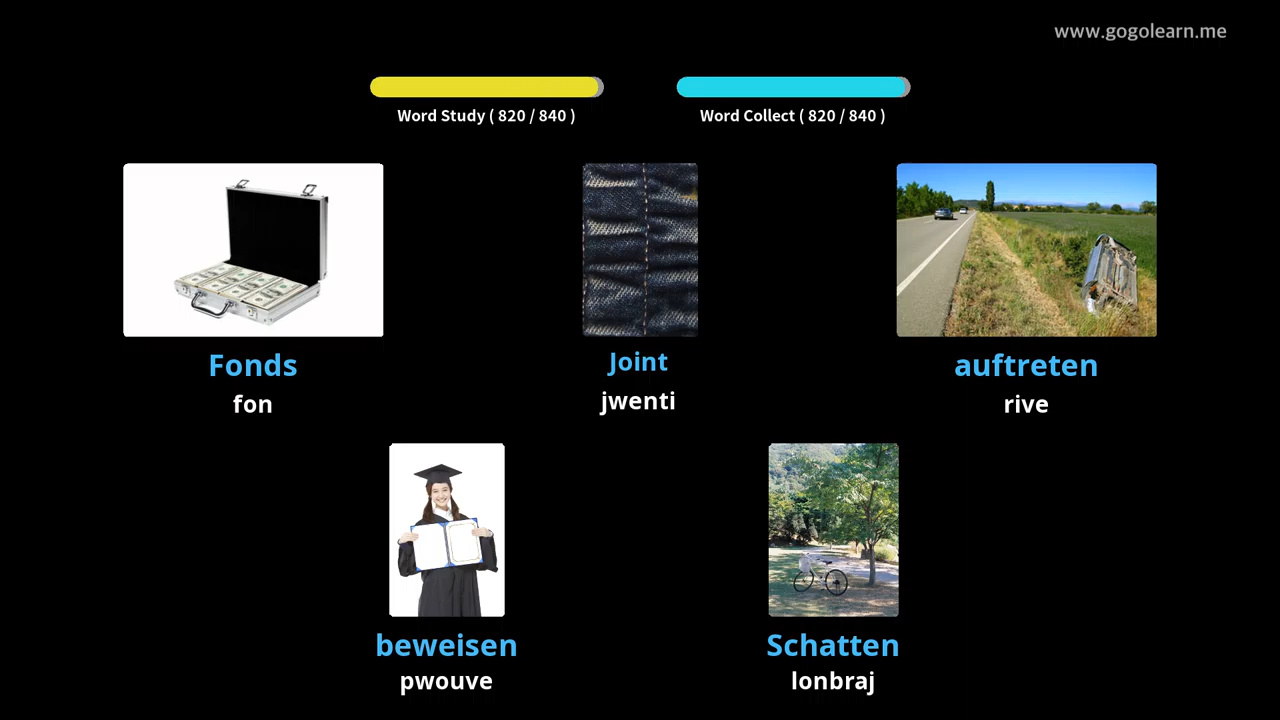 www.gogolearn.me
Word Study ( 820 / 840 )
Word Collect ( 820 / 840 )
Fonds
fon
Joint
jwenti
auftreten
rive
beweisen
pwouve
Schatten
lonbraj